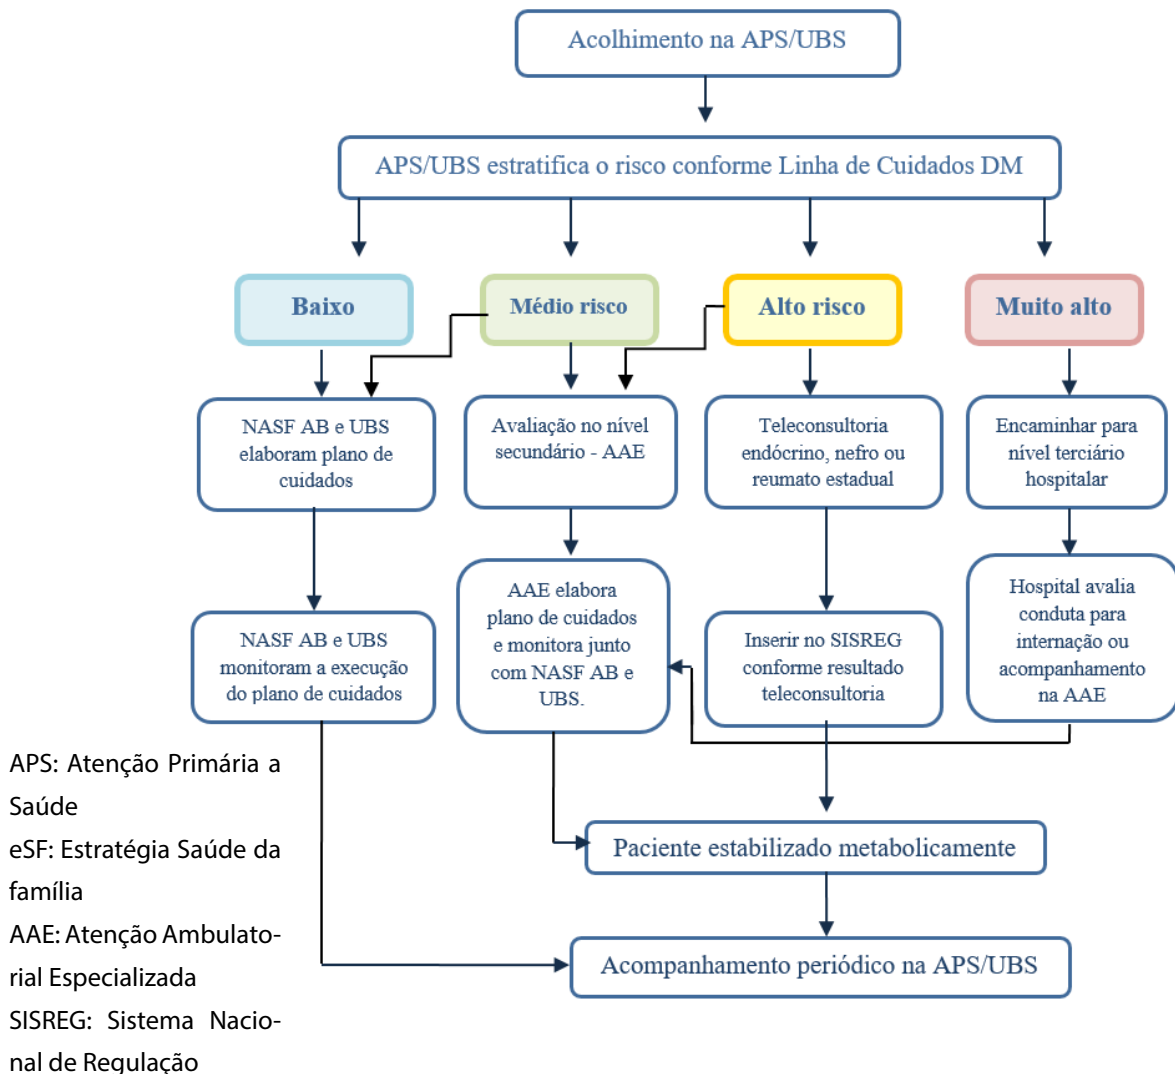 Acolhimento na APS/UBS
APS/UBS estratifica o risco conforme Linha de Cuidados DM
Baixo
Médio risco
Alto risco
Muito alto
NASF AB e UBS
elaboram plano de
cuidados
Avaliação no nível
secundário - AAE
Teleconsultoria
endócrino, nefro ou
reumato estadual
Encaminhar para
nível terciário
hospitalar
NASF AB e UBS
monitoram a execução
do plano de cuidados
AAE elabora
plano de cuidados
e monitora junto
com NASF AB e
UBS.
Inserir no SISREG
conforme resultado
teleconsultoria
Hospital avalia
conduta para
internação ou
acompanhamento
na AAE
Paciente estabilizado metabolicamente
Acompanhamento periódico na APS/UBS
APS: Atenção Primária a
Saúde
eSF: Estratégia Saúde da
família
AAE: Atenção Ambulato-
rial Especializada
SISREG: Sistema Nacio-
nal de Regulação